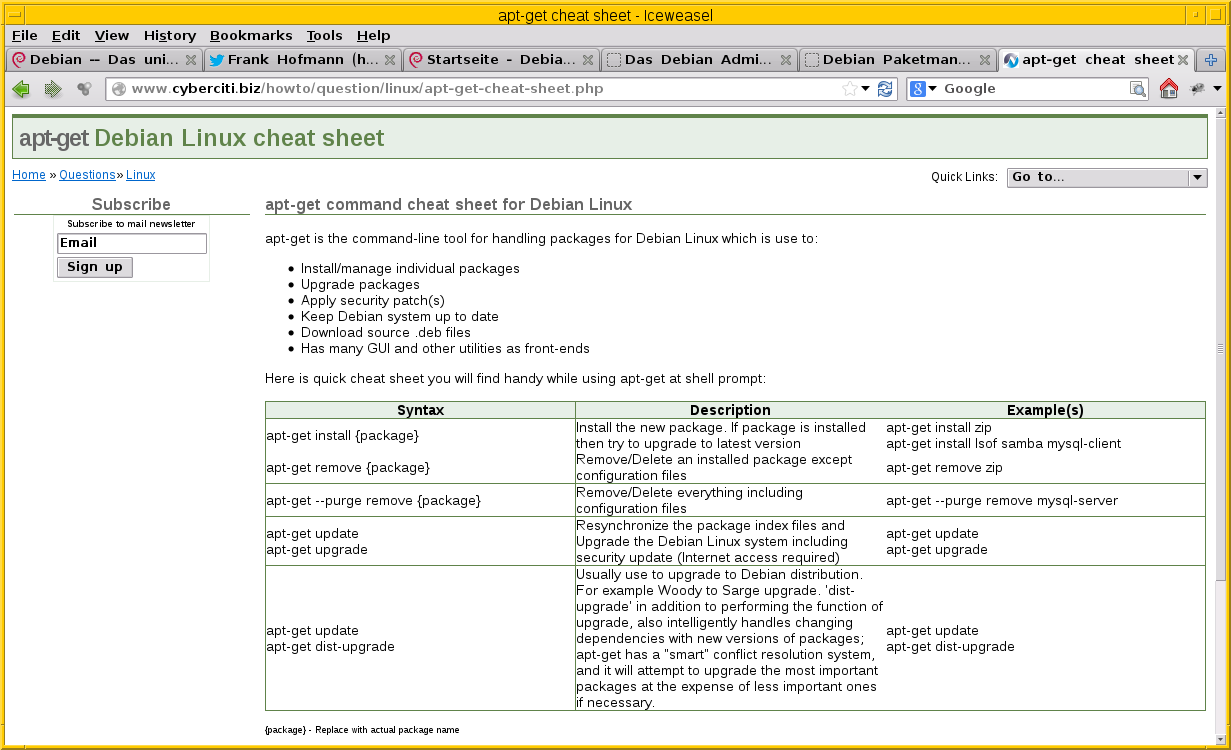 apt-get cheat sheet - Iceweasel
File Edit View History Bookmarks Tools Help
Debian -- Das uni... Frank Hofmann (h... Startseite - Debia... Das Debian Admi... Debian Paketman... apt-get cheat sheet
www.cyberciti.biz/howto/question/linux/apt-get-cheat-sheet.php
8 Google
apt-get Debian Linux cheat sheet
Home » Questions» Linux
Quick Links: Go to...
Subscribe
Subscribe to mail newsletter
Email
Sign up
apt-get command cheat sheet for Debian Linux
apt-get is the command-line tool for handling packages for Debian Linux which is use to:
• Install/manage individual packages
• Upgrade packages
• Apply security patch(s)
• Keep Debian system up to date
• Download source .deb files
• Has many GUI and other utilities as front-ends
Here is quick cheat sheet you will find handy while using apt-get at shell prompt:
Syntax Description Example(s)
apt-get install {package}
Install the new package. If package is installed
then try to upgrade to latest version
apt-get install zip
apt-get install lsof samba mysql-client
apt-get remove {package}
Remove/Delete an installed package except
configuration files
apt-get remove zip
apt-get --purge remove {package}
Remove/Delete everything including
configuration files
apt-get --purge remove mysql-server
apt-get update
apt-get upgrade
Resynchronize the package index files and
Upgrade the Debian Linux system including
security update (Internet access required)
apt-get update
apt-get upgrade
apt-get update
apt-get dist-upgrade
Usually use to upgrade to Debian distribution.
For example Woody to Sarge upgrade. 'dist-
upgrade' in addition to performing the function of
upgrade, also intelligently handles changing
dependencies with new versions of packages;
apt-get has a "smart" conflict resolution system,
and it will attempt to upgrade the most important
packages at the expense of less important ones
if necessary.
apt-get update
apt-get dist-upgrade
{package} - Replace with actual package name